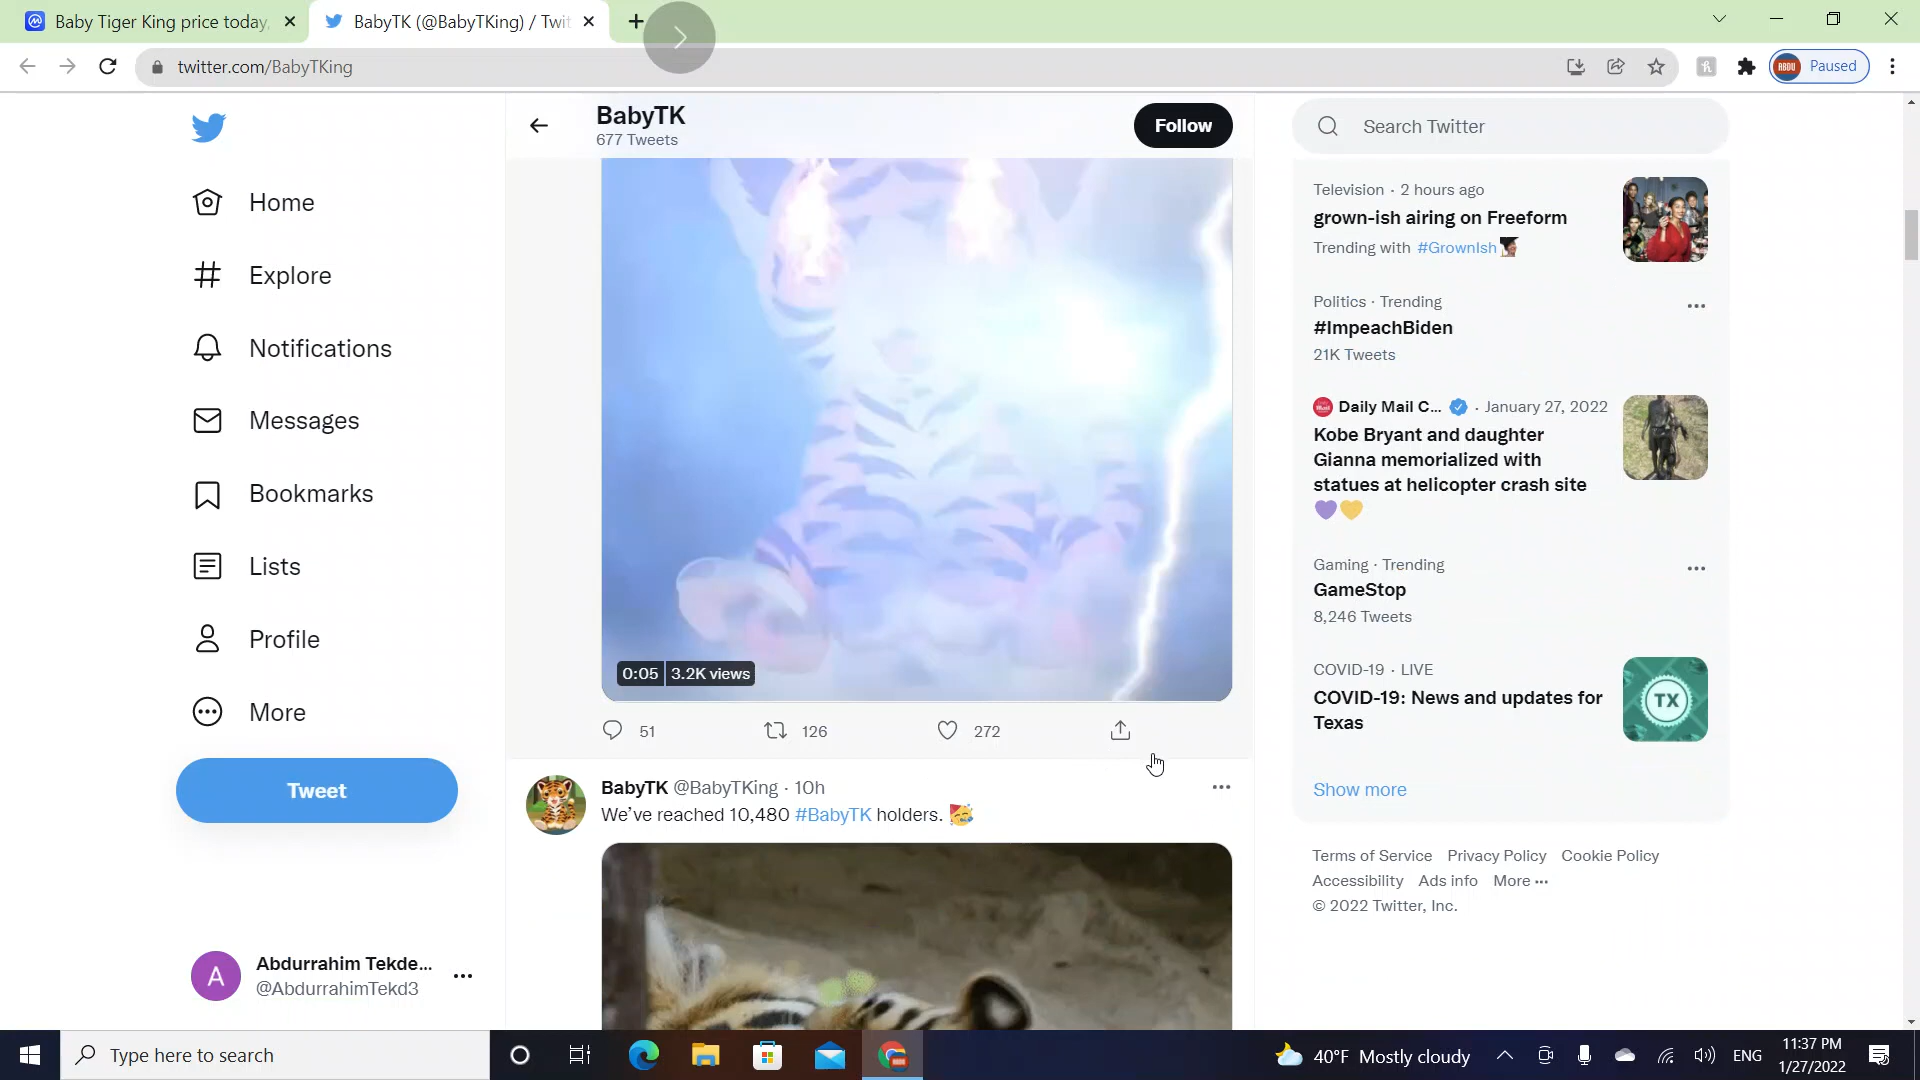 Baby Tiger King price today,
BabyTK (@BabyTKing) / Twit
twitter.com/BabyTKing
ABDU
Paused
BabyTK
677 Tweets
Follow
Search Twitter
Home
Explore
Notifications
Messages
Bookmarks
Lists
Profile
More
Tweet
Abdurrahim Tekde...
@AbdurrahimTekd3
0:05
3.2K views
51
126
272
BabyTK @BabyTKing · 10h
We've reached 10,480 #BabyTK holders.
Television · 2 hours ago
grown-ish airing on Freeform
Trending with #GrownIsh
Politics · Trending
#ImpeachBiden
21K Tweets
Daily Mail C... · January 27, 2022
Kobe Bryant and daughter
Gianna memorialized with
statues at helicopter crash site
Gaming · Trending
GameStop
8,246 Tweets
COVID-19 · LIVE
COVID-19: News and updates for
Texas
TX
Show more
Terms of Service Privacy Policy Cookie Policy
Accessibility Ads info More ···
© 2022 Twitter, Inc.
Type here to search
40°F Mostly cloudy
ENG
11:37 PM
1/27/2022